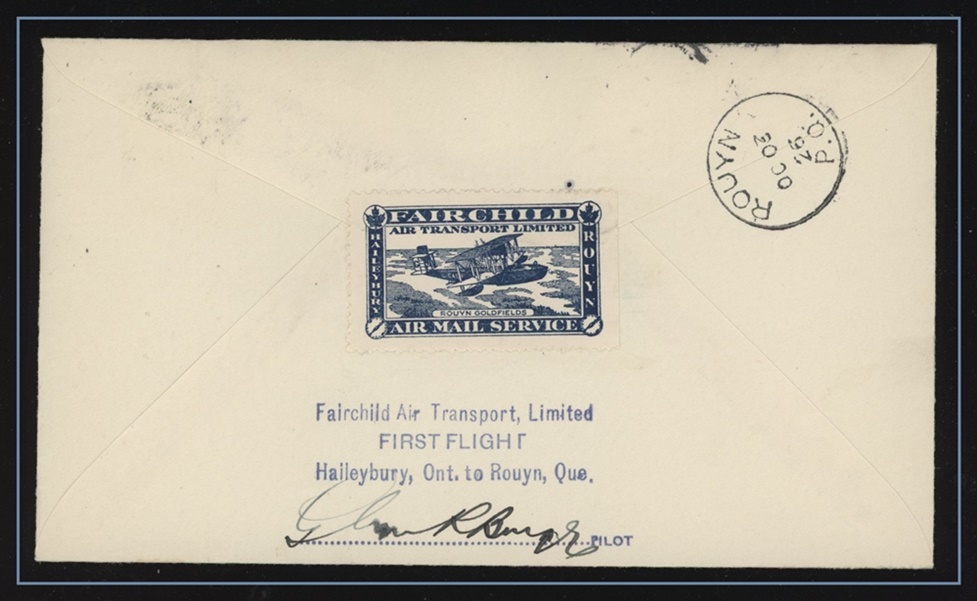 ROUYN
OC 20
26
P.O.
FAIRCHILD
AIR TRANSPORT LIMITED
HAILEYBURY
ROUYN
ROUYN GOLDFIELDS
AIR MAIL SERVICE
Fairchild Air Transport, Limited
FIRST FLIGHT
Haileybury, Ont. to Rouyn, Que.
PILOT